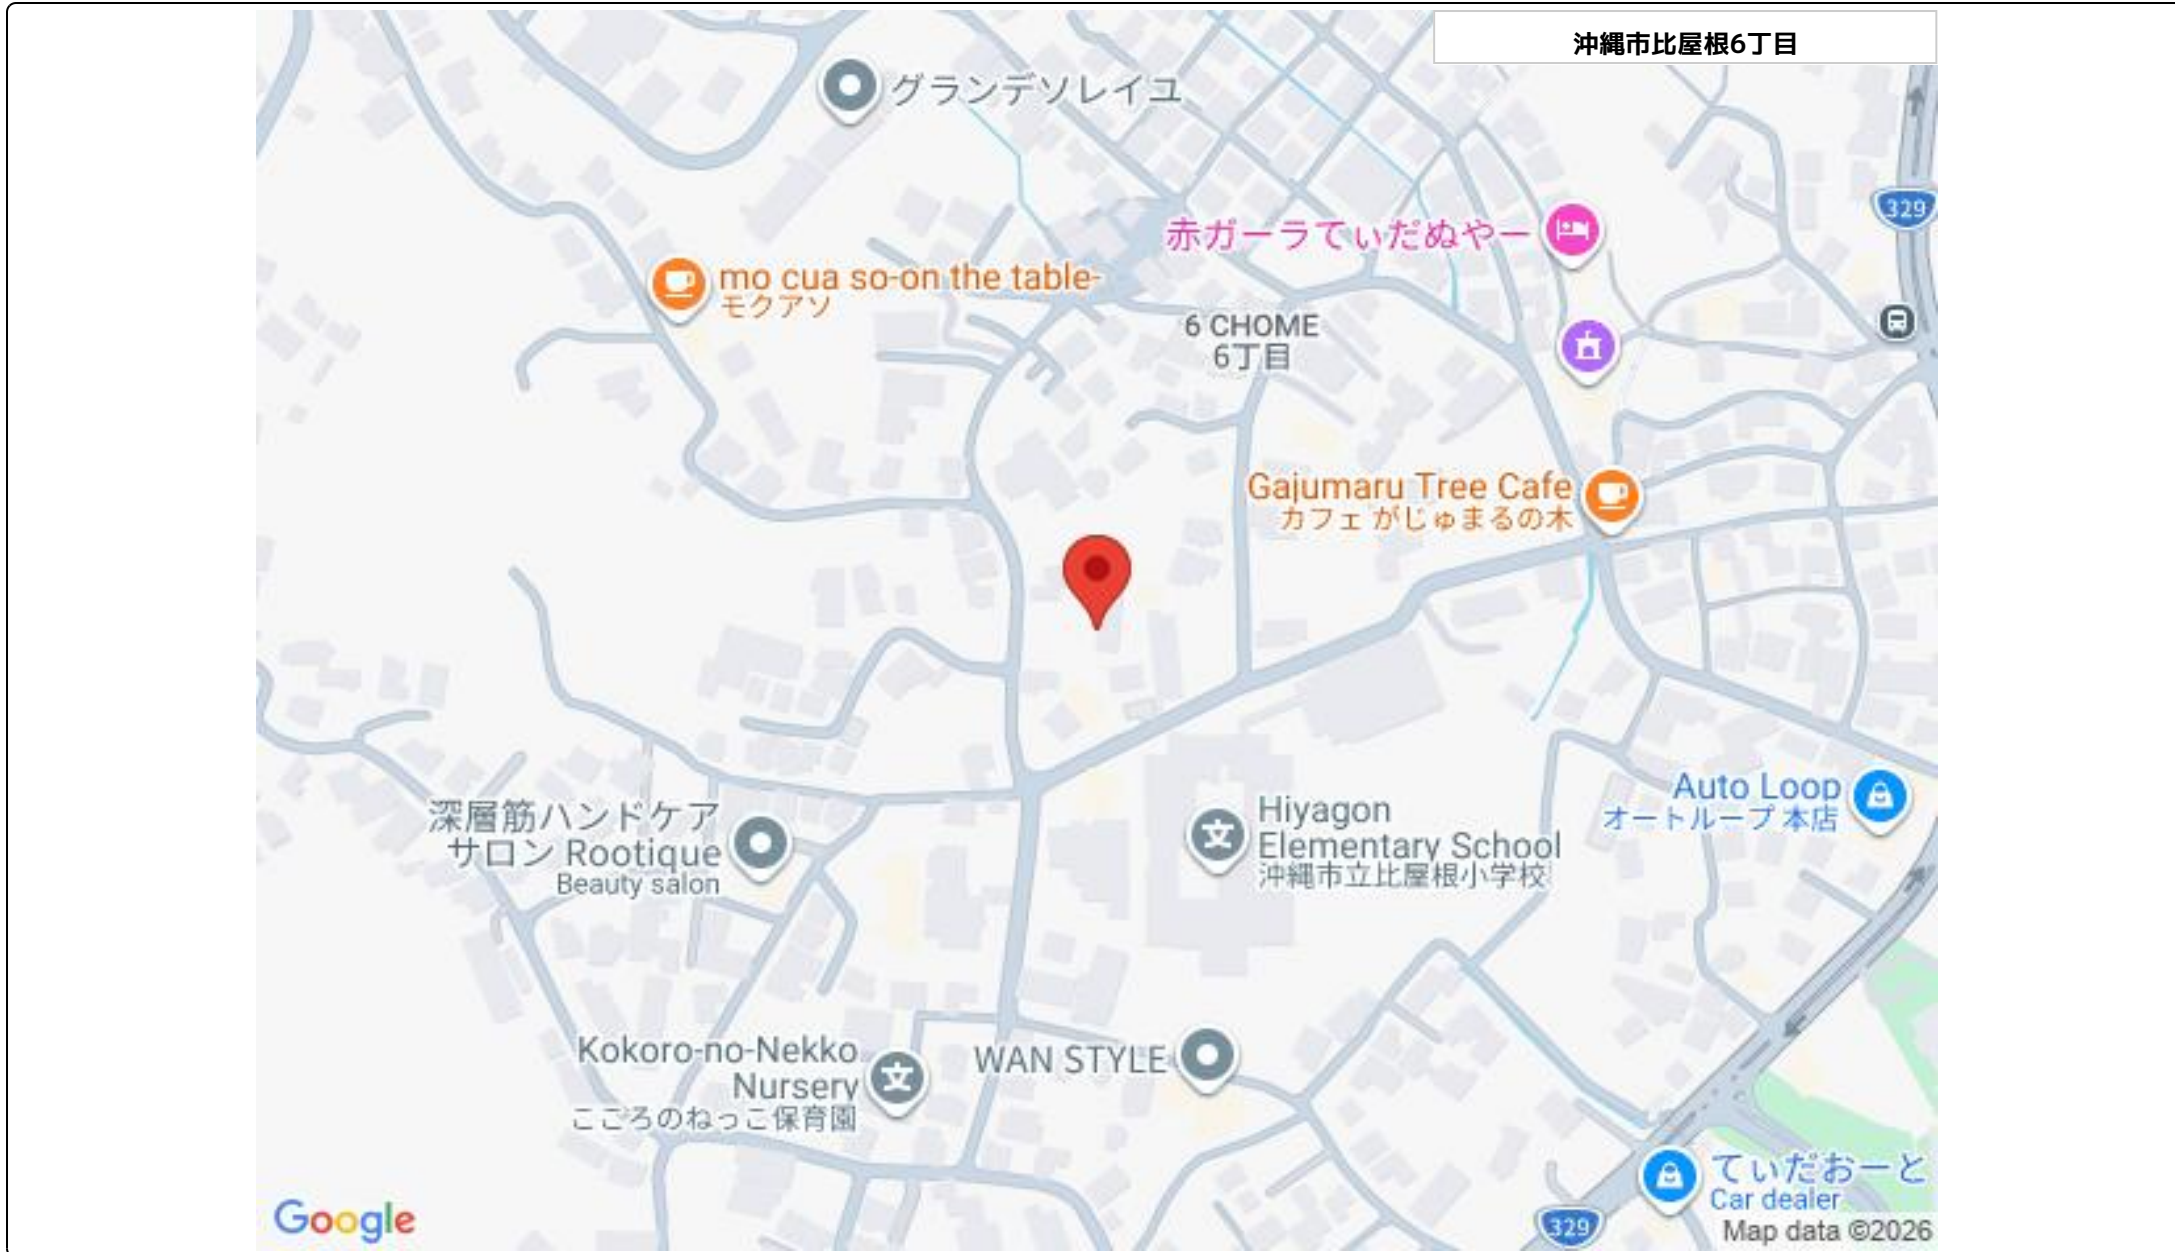 沖縄市比屋根6丁目
グランデソレイユ
329
赤ガーラてぃだぬやー
mo cua so-on the table-
モクアソ
6 CHOME
6丁目
Gajumaru Tree Cafe
カフェ がじゅまるの木
Auto Loop
オートループ 本店
深層筋ハンドケア
サロン Rootique
Beauty salon
文
Hiyagon
Elementary School
沖縄市立比屋根小学校
Kokoro-no-Nekko
Nursery
こころのねっこ保育園
文
WAN STYLE
てぃだおーと
Car dealer
329
Google
Map data ©2026